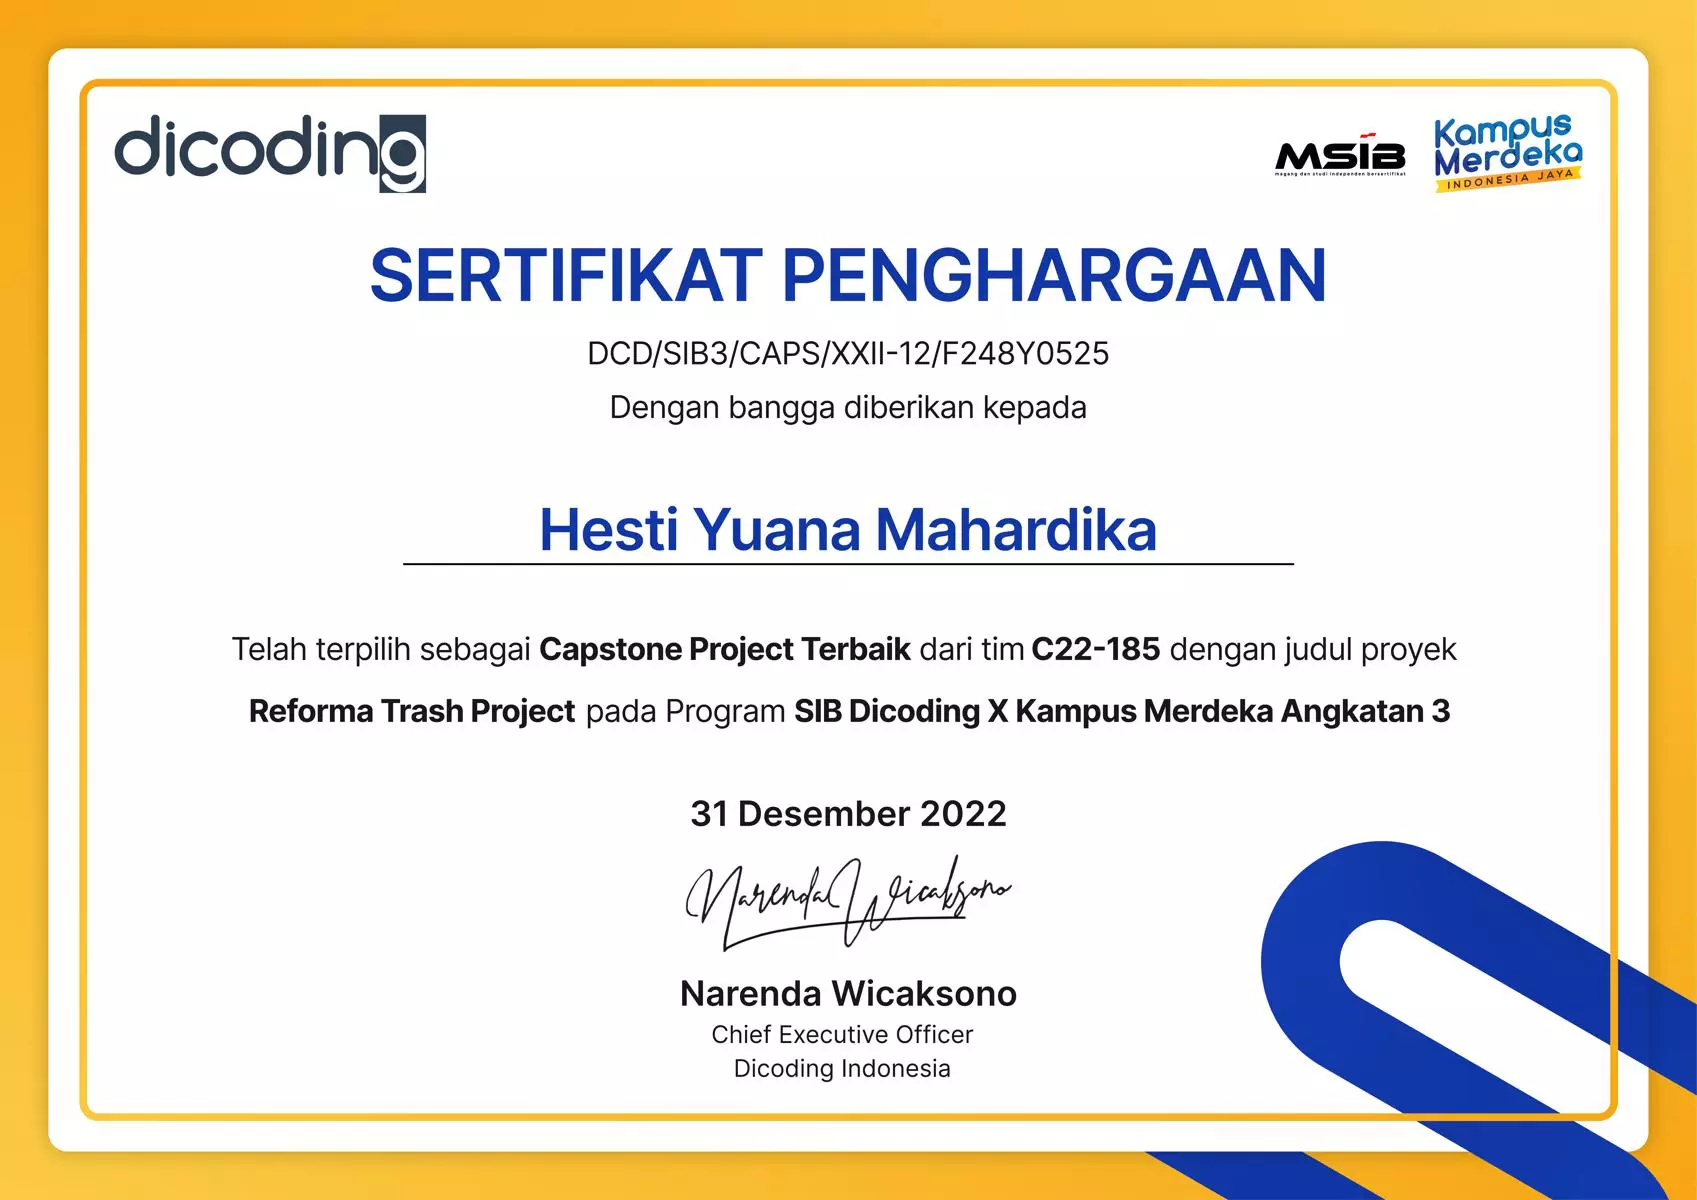 dicoding
MSIB
magang dan studi independen bersertifikat
Kampus
Merdeka
INDONESIA JAYA
SERTIFIKAT PENGHARGAAN
DCD/SIB3/CAPS/XXII-12/F248Y0525
Dengan bangga diberikan kepada
Hesti Yuana Mahardika
Telah terpilih sebagai Capstone Project Terbaik dari tim C22-185 dengan judul proyek
Reforma Trash Project pada Program SIB Dicoding X Kampus Merdeka Angkatan 3
31 Desember 2022
Narenda Wicaksono
Narenda Wicaksono
Chief Executive Officer
Dicoding Indonesia